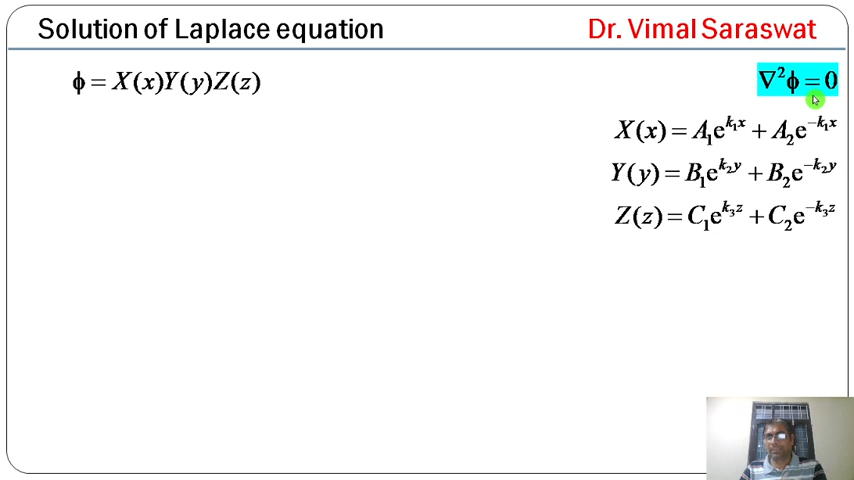 Solution of Laplace equation
Dr. Vimal Saraswat
ϕ = X(x)Y(y)Z(z)
∇²ϕ = 0
X(x) = A₁e^{k₁x} + A₂e^{−k₁x}
Y(y) = B₁e^{k₂y} + B₂e^{−k₂y}
Z(z) = C₁e^{k₃z} + C₂e^{−k₃z}